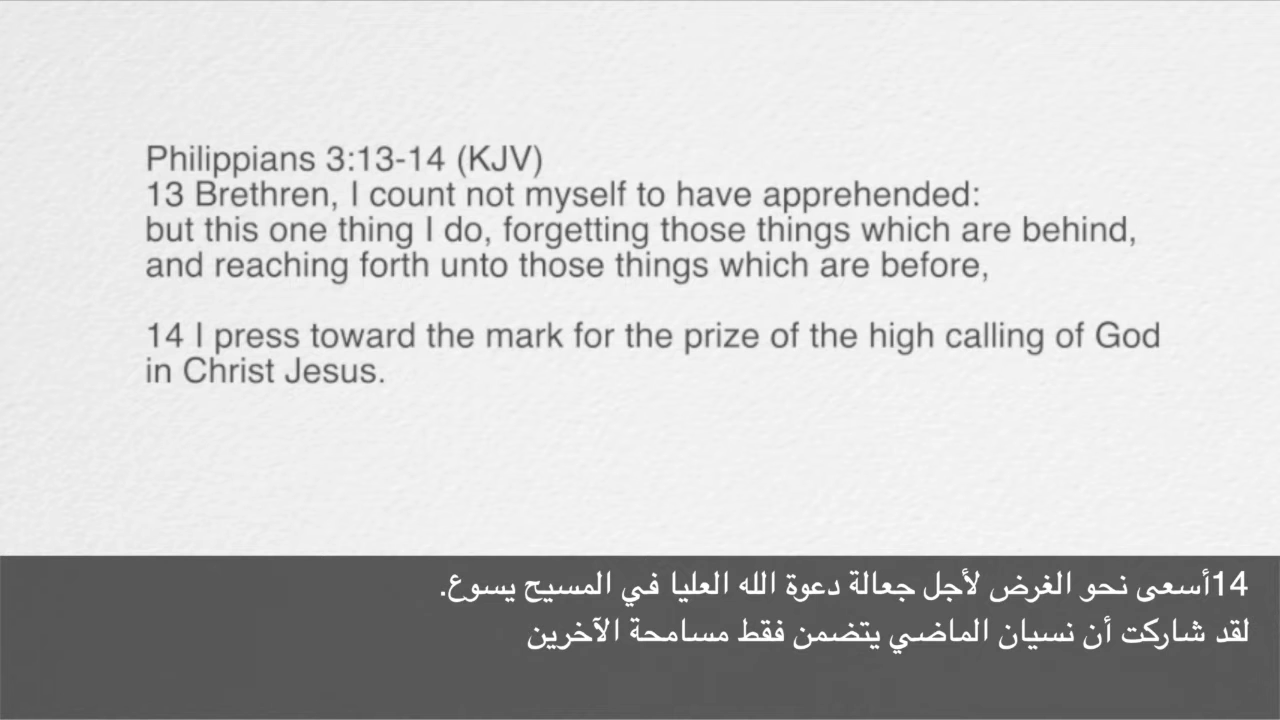 Philippians 3:13-14 (KJV)
13 Brethren, I count not myself to have apprehended:
but this one thing I do, forgetting those things which are behind,
and reaching forth unto those things which are before,
14 I press toward the mark for the prize of the high calling of God
in Christ Jesus.
14أسعى نحو الغرض لأجل جعالة دعوة الله العليا في المسيح يسوع.
لقد شاركت أن نسيان الماضي يتضمن فقط مسامحة الآخرين